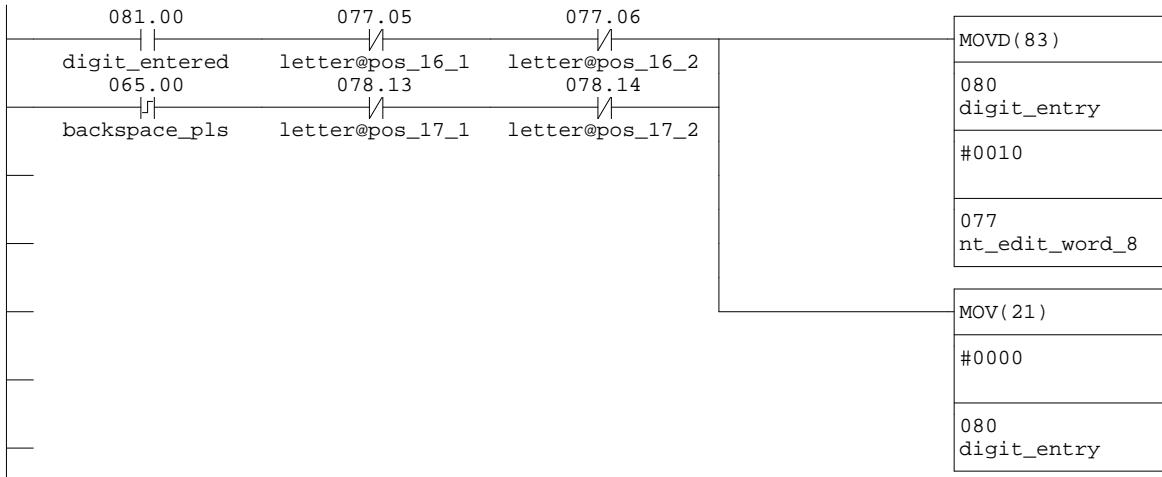 081.00 077.05 077.06
digit_entered letter@pos_16_1 letter@pos_16_2
065.00 078.13 078.14
backspace_pls letter@pos_17_1 letter@pos_17_2
MOVD(83)
080
digit_entry
#0010
077
nt_edit_word_8
MOV(21)
#0000
080
digit_entry